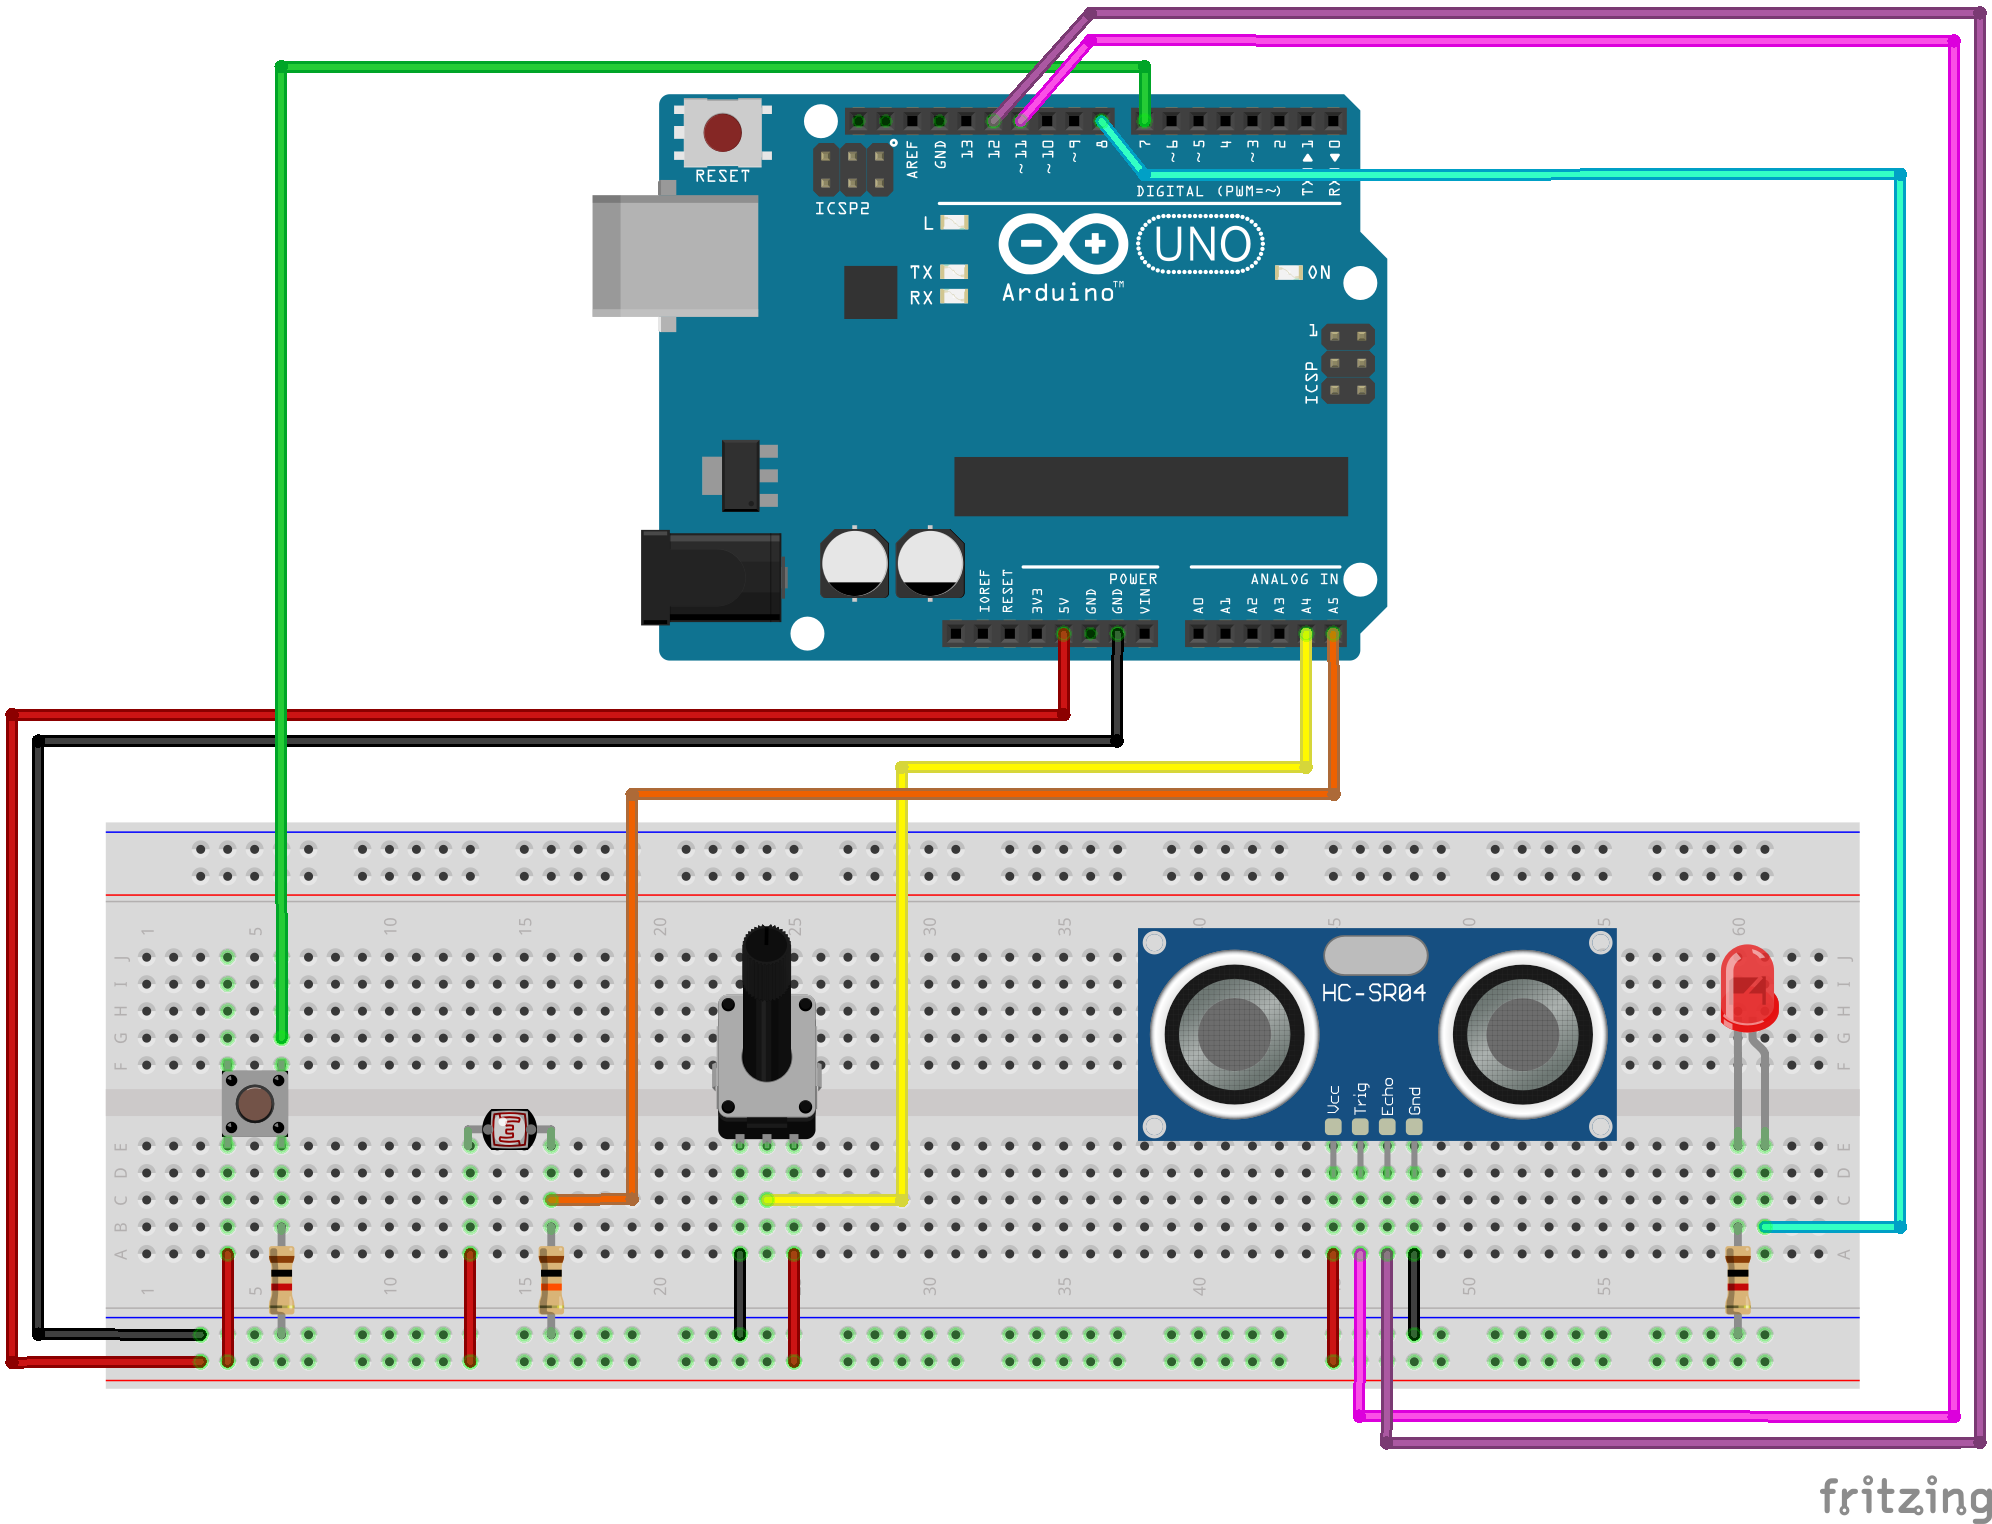 RESET
ICSP2
AREF
GND
13
12
~11
~10
~9
8
7
~6
~5
4
~3
2
TX▶1
RX◀0
DIGITAL (PWM=~)
L
TX
RX
Arduino™
UNO
ON
1
ICSP
IOREF
RESET
3V3
5V
GND
GND
VIN
POWER
A0
A1
A2
A3
A4
A5
ANALOG IN
1 5 10 15 20 25 30 35 40 45 50 55 60
J J
I I
H H
G G
F F
HC-SR04
Vcc
Trig
Echo
Gnd
E E
D D
C C
B
A A
1 5 10 15 20 30 35 40 50 55
fritzing